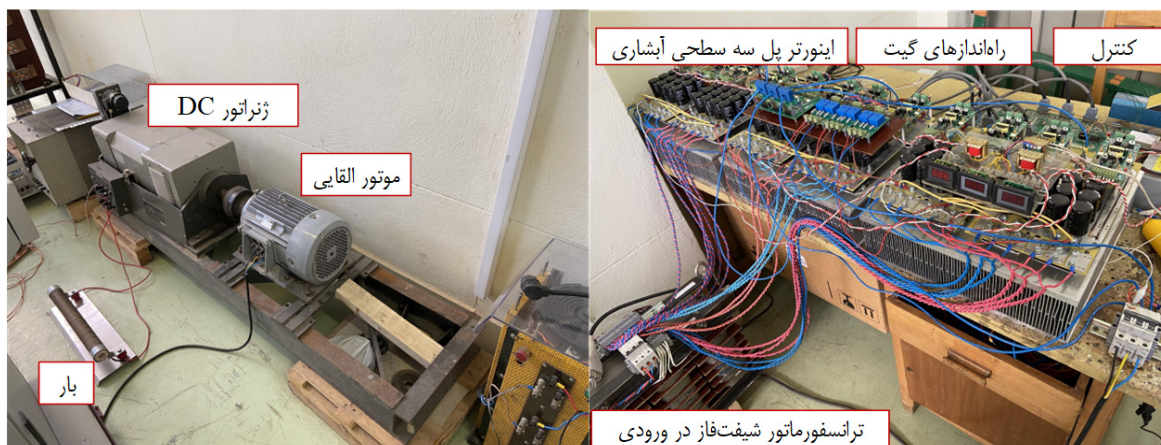 ژنراتور DC
موتور القایی
بار
اینورتر پل سه سطحی آبشاری
راه‌اندازهای گیت
کنترل
ترانسفورماتور شیفت‌فاز در ورودی